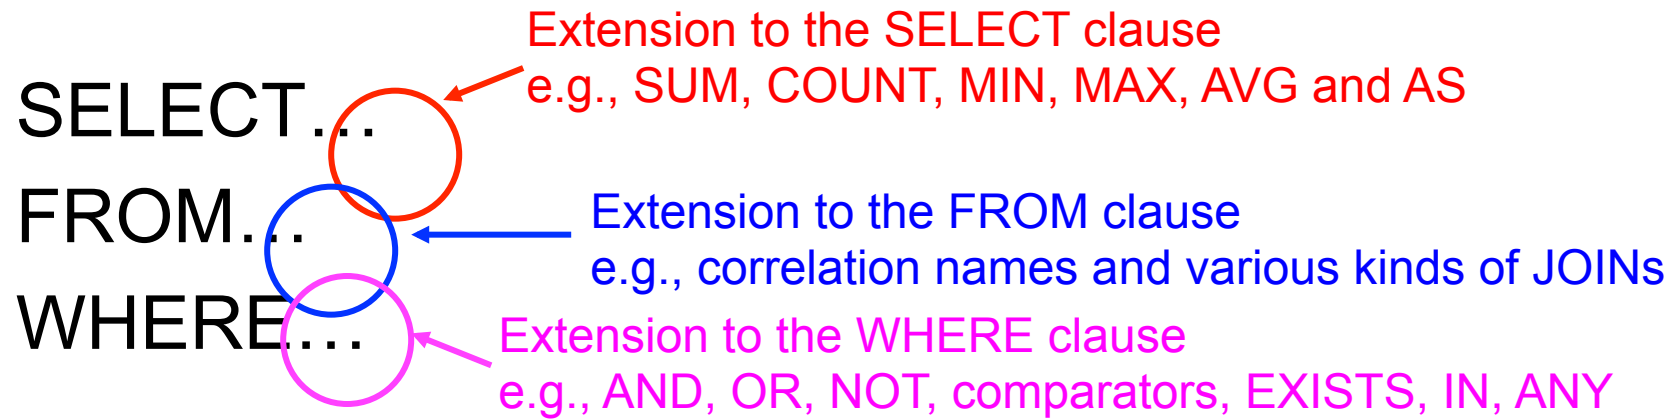 Extension to the SELECT clause
e.g., SUM, COUNT, MIN, MAX, AVG and AS
SELECT…
FROM…
Extension to the FROM clause
e.g., correlation names and various kinds of JOINs
WHERE…
Extension to the WHERE clause
e.g., AND, OR, NOT, comparators, EXISTS, IN, ANY